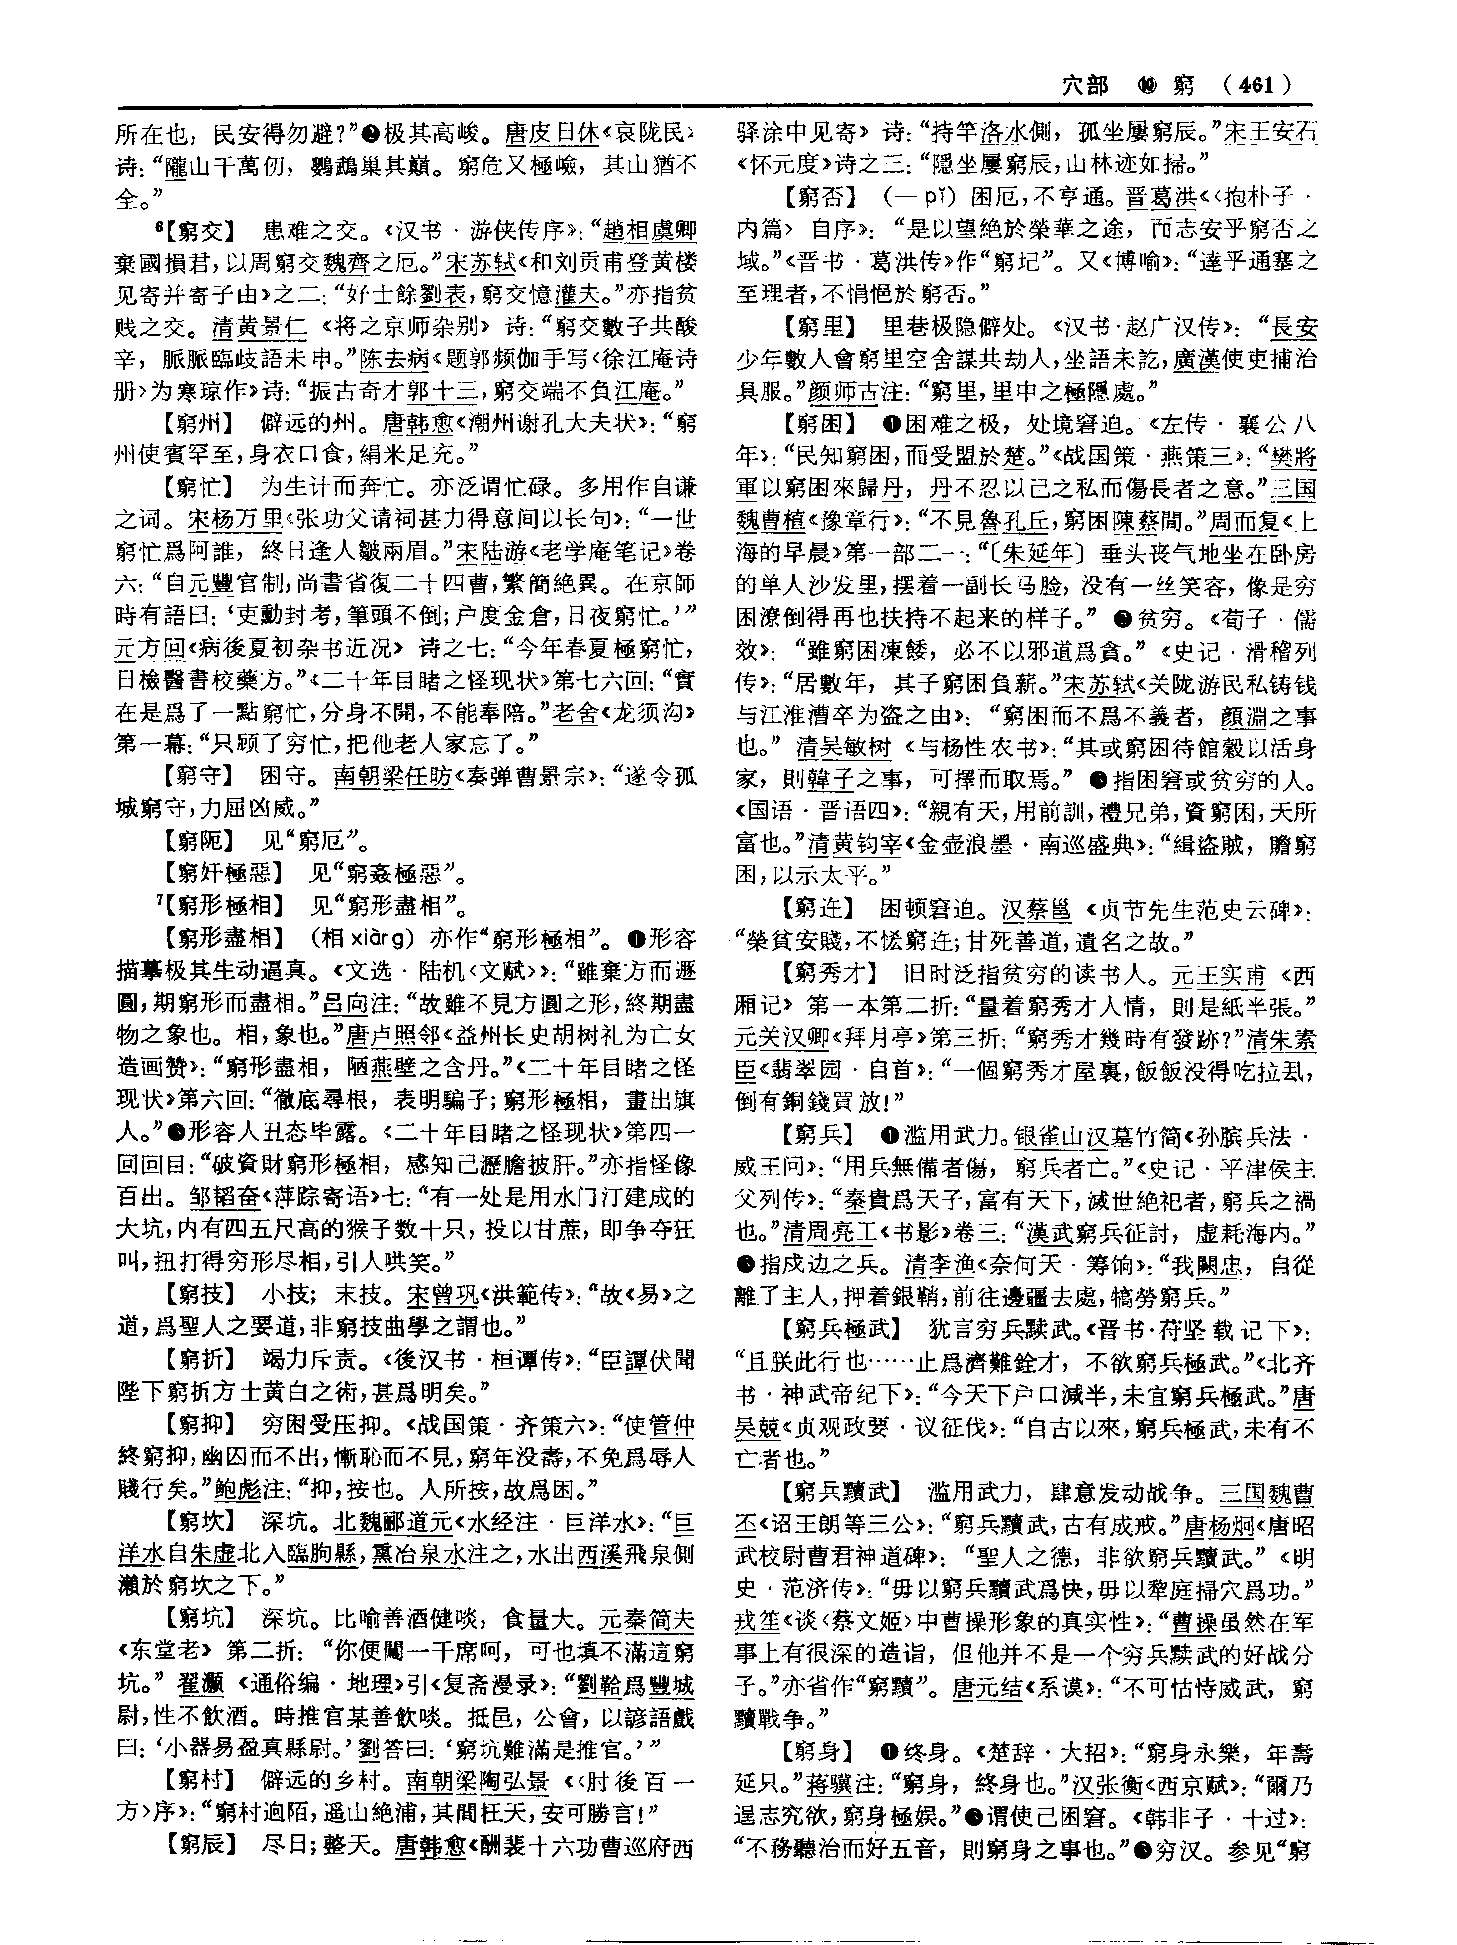 穴部 ⑩ 窮 （461）
所在也，民安得勿避？”❷极其高峻。唐皮日休《哀陇民》
诗：“隴山千萬仞，鸚鵡巢其巔。窮危又極嶮，其山猶不
全。”
⁶【窮交】 患难之交。《汉书·游侠传序》：“趙相虞卿
棄國損君，以周窮交魏齊之厄。”宋苏轼《和刘贡甫登黄楼
见寄并寄子由》之二：“好士餘劉表，窮交憶灌夫。”亦指贫
贱之交。清黄景仁《将之京师杂别》诗：“窮交數子共酸
辛，脈脈臨歧語未申。”陈去病《题郭频伽手写〈徐江庵诗
册〉为寒琼作》诗：“振古奇才郭十三，窮交端不負江庵。”
【窮州】 僻远的州。唐韩愈《潮州谢孔大夫状》：“窮
州使賓罕至，身衣口食，絹米足充。”
【窮忙】 为生计而奔忙。亦泛谓忙碌。多用作自谦
之词。宋杨万里《张功父请祠甚力得意间以长句》：“一世
窮忙爲阿誰，終日逢人皺兩眉。”宋陆游《老学庵笔记》卷
六：“自元豐官制，尚書省復二十四曹，繁簡絶異。在京師
時有語曰：‘吏勳封考，筆頭不倒；户度金倉，日夜窮忙。’”
元方回《病後夏初杂书近况》诗之七：“今年春夏極窮忙，
日檢醫書校藥方。”《二十年目睹之怪现状》第七六回：“實
在是爲了一點窮忙，分身不開，不能奉陪。”老舍《龙须沟》
第一幕：“只顾了穷忙，把他老人家忘了。”
【窮守】 困守。南朝梁任昉《奏弹曹景宗》：“遂令孤
城窮守，力屈凶威。”
【窮阨】 见“窮厄”。
【窮奸極惡】 见“窮姦極惡”。
⁷【窮形極相】 见“窮形盡相”。
【窮形盡相】（相 xiàng）亦作“窮形極相”。❶形容
描摹极其生动逼真。《文选·陆机〈文赋〉》：“雖棄方而遯
圓，期窮形而盡相。”吕向注：“故雖不見方圓之形，終期盡
物之象也。相，象也。”唐卢照邻《益州长史胡树礼为亡女
造画赞》：“窮形盡相，陋燕壁之含丹。”《二十年目睹之怪
现状》第六回：“徹底尋根，表明騙子；窮形極相，畫出旗
人。”❷形容人丑态毕露。《二十年目睹之怪现状》第四一
回回目：“破資財窮形極相，感知己瀝膽披肝。”亦指怪像
百出。邹韬奋《萍踪寄语》七：“有一处是用水门汀建成的
大坑，内有四五尺高的猴子数十只，投以甘蔗，即争夺狂
叫，扭打得穷形尽相，引人哄笑。”
【窮技】 小技；末技。宋曾巩《洪範传》：“故《易》之
道，爲聖人之要道，非窮技曲學之謂也。”
【窮折】 竭力斥责。《後汉书·桓谭传》：“臣譚伏聞
陛下窮折方士黄白之術，甚爲明矣。”
【窮抑】 穷困受压抑。《战国策·齐策六》：“使管仲
終窮抑，幽囚而不出，慚恥而不見，窮年没壽，不免爲辱人
賤行矣。”鲍彪注：“抑，按也。人所按，故爲困。”
【窮坎】 深坑。北魏郦道元《水经注·巨洋水》：“巨
洋水自朱虚北入臨朐縣，熏冶泉水注之，水出西溪飛泉側
瀨於窮坎之下。”
【窮坑】 深坑。比喻善酒健啖，食量大。元秦简夫
《东堂老》第二折：“你便闖一千席呵，可也填不滿這窮
坑。”翟灏《通俗编·地理》引《复斋漫录》：“劉斡爲豐城
尉，性不飲酒。時推官某善飲啖。抵邑，公會，以諺語戲
曰：‘小器易盈真縣尉。’劉答曰：‘窮坑難滿是推官。’”
【窮村】 僻远的乡村。南朝梁陶弘景《〈肘後百一
方〉序》：“窮村迥陌，遥山絶浦，其間枉夭，安可勝言！”
【窮辰】 尽日；整天。唐韩愈《酬裴十六功曹巡府西
驿涂中见寄》诗：“持竿洛水側，孤坐屢窮辰。”宋王安石
《怀元度》诗之三：“隱坐屢窮辰，山林迹如掃。”
【窮否】（－pǐ）困厄，不亨通。晋葛洪《〈抱朴子·
内篇〉自序》：“是以望絶於榮華之途，而志安乎窮否之
域。”《晋书·葛洪传》作“窮圮”。又《博喻》：“達乎通塞之
至理者，不悁悒於窮否。”
【窮里】 里巷极隐僻处。《汉书·赵广汉传》：“長安
少年數人會窮里空舍謀共劫人，坐語未訖，廣漢使吏捕治
具服。”颜师古注：“窮里，里中之極隱處。”
【窮困】 ❶困难之极，处境窘迫。《左传·襄公八
年》：“民知窮困，而受盟於楚。”《战国策·燕策三》：“樊將
軍以窮困來歸丹，丹不忍以己之私而傷長者之意。”三国
魏曹植《豫章行》：“不見魯孔丘，窮困陳蔡間。”周而复《上
海的早晨》第一部二一：“〔朱延年〕垂头丧气地坐在卧房
的单人沙发里，摆着一副长马脸，没有一丝笑容，像是穷
困潦倒得再也扶持不起来的样子。”❷贫穷。《荀子·儒
效》：“雖窮困凍餧，必不以邪道爲貪。”《史记·滑稽列
传》：“居數年，其子窮困負薪。”宋苏轼《关陇游民私铸钱
与江淮漕卒为盗之由》：“窮困而不爲不義者，顔淵之事
也。”清吴敏树《与杨性农书》：“其或窮困待館穀以活身
家，則韓子之事，可擇而取焉。”❸指困窘或贫穷的人。
《国语·晋语四》：“親有天，用前訓，禮兄弟，資窮困，天所
富也。”清黄钧宰《金壶浪墨·南巡盛典》：“緝盗賊，贍窮
困，以示太平。”
【窮迮】 困顿窘迫。汉蔡邕《贞节先生范史云碑》：
“榮貧安賤，不恡窮迮；甘死善道，遺名之故。”
【窮秀才】 旧时泛指贫穷的读书人。元王实甫《西
厢记》第一本第二折：“量着窮秀才人情，則是紙半張。”
元关汉卿《拜月亭》第三折：“窮秀才幾時有發跡？”清朱素
臣《翡翠园·自首》：“一個窮秀才屋裏，飯飯没得吃拉厾，
倒有銅錢買放！”
【窮兵】 ❶滥用武力。银雀山汉墓竹简《孙膑兵法·
威王问》：“用兵無備者傷，窮兵者亡。”《史记·平津侯主
父列传》：“秦貴爲天子，富有天下，滅世絶祀者，窮兵之禍
也。”清周亮工《书影》卷三：“漢武窮兵征討，虚耗海内。”
❷指戍边之兵。清李渔《奈何天·筹饷》：“我闕忠，自從
離了主人，押着銀鞘，前往邊疆去處，犒勞窮兵。”
【窮兵極武】 犹言穷兵黩武。《晋书·苻坚载记下》：
“且朕此行也……止爲濟難銓才，不欲窮兵極武。”《北齐
书·神武帝纪下》：“今天下户口減半，未宜窮兵極武。”唐
吴兢《贞观政要·议征伐》：“自古以來，窮兵極武，未有不
亡者也。”
【窮兵黷武】 滥用武力，肆意发动战争。三国魏曹
丕《诏王朗等三公》：“窮兵黷武，古有成戒。”唐杨炯《唐昭
武校尉曹君神道碑》：“聖人之德，非欲窮兵黷武。”《明
史·范济传》：“毋以窮兵黷武爲快，毋以犂庭掃穴爲功。”
戎笙《谈〈蔡文姬〉中曹操形象的真实性》：“曹操虽然在军
事上有很深的造诣，但他并不是一个穷兵黩武的好战分
子。”亦省作“窮黷”。唐元结《系谟》：“不可怙恃威武，窮
黷戰争。”
【窮身】 ❶终身。《楚辞·大招》：“窮身永樂，年壽
延只。”蒋骥注：“窮身，終身也。”汉张衡《西京赋》：“爾乃
逞志究欲，窮身極娱。”❷谓使己困窘。《韩非子·十过》：
“不務聽治而好五音，則窮身之事也。”❸穷汉。参见“窮